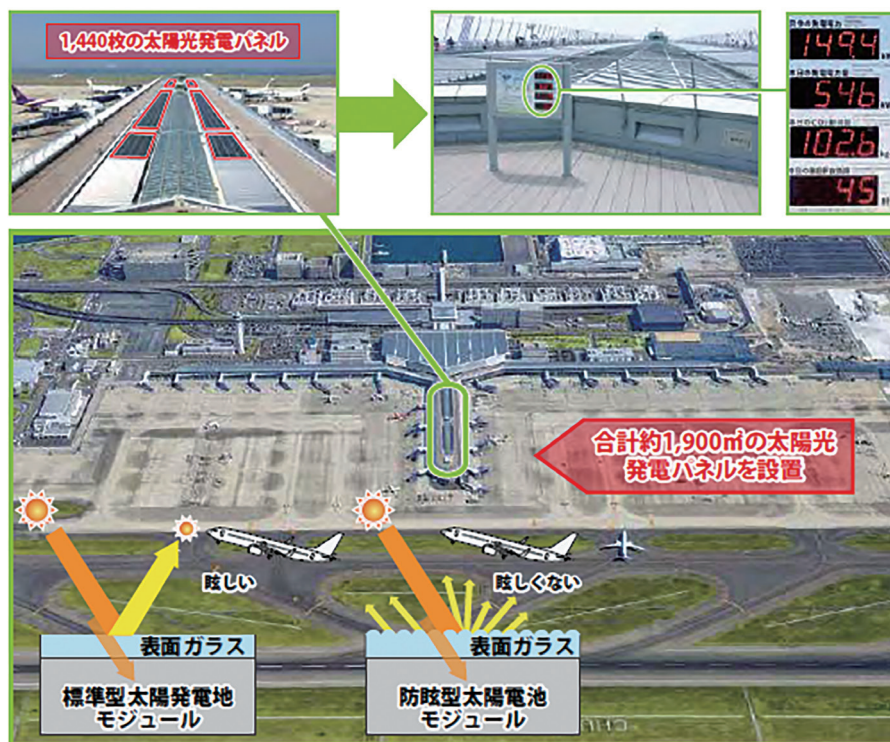 1,440枚の太陽光発電パネル
149.4
546
102.6
45
合計約1,900㎡の太陽光
発電パネルを設置
眩しい
眩しくない
表面ガラス
表面ガラス
標準型太陽発電地
モジュール
防眩型太陽電池
モジュール